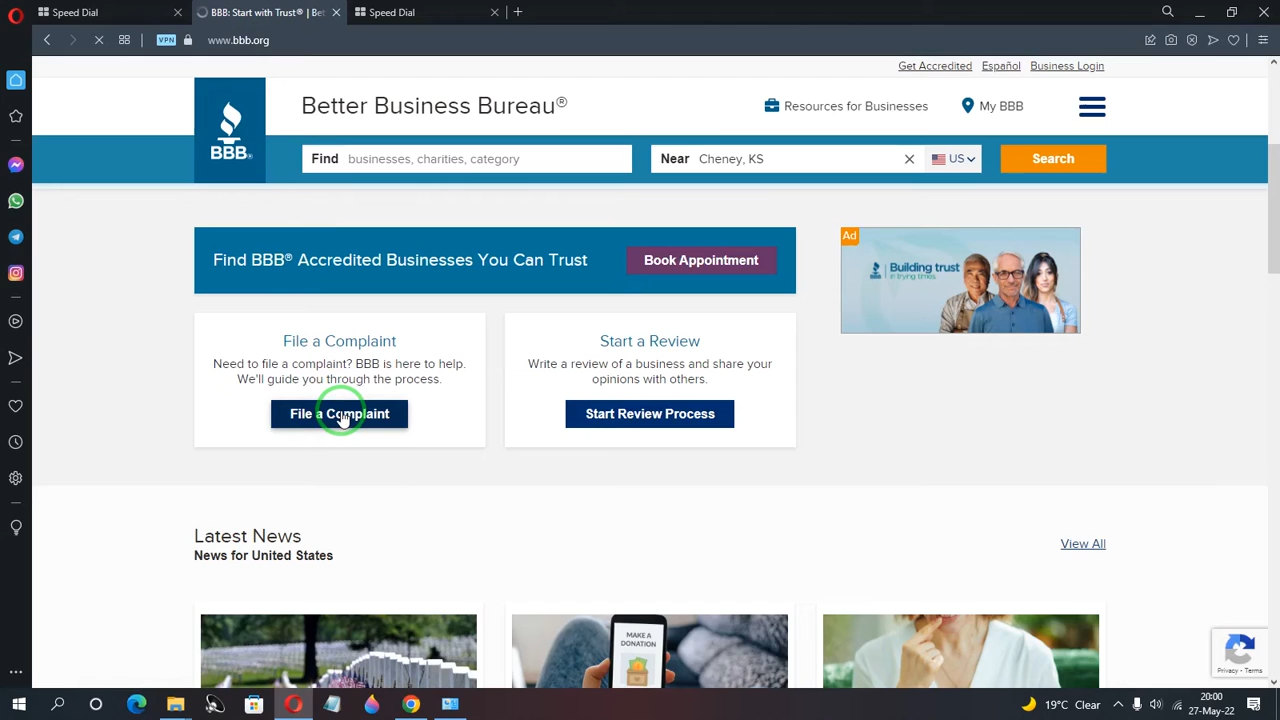 Speed Dial
BBB: Start with Trust® | Bet
Speed Dial
VPN
www.bbb.org
Get Accredited
Español
Business Login
BBB®
Better Business Bureau®
Resources for Businesses
My BBB
Find businesses, charities, category
Near Cheney, KS
US
Search
Find BBB® Accredited Businesses You Can Trust
Book Appointment
Ad
Building trust
in trying times.
File a Complaint
Need to file a complaint? BBB is here to help.
We'll guide you through the process.
File a Complaint
Start a Review
Write a review of a business and share your
opinions with others.
Start Review Process
Latest News
News for United States
View All
MAKE A
DONATION
Privacy - Terms
19°C Clear
20:00
27-May-22